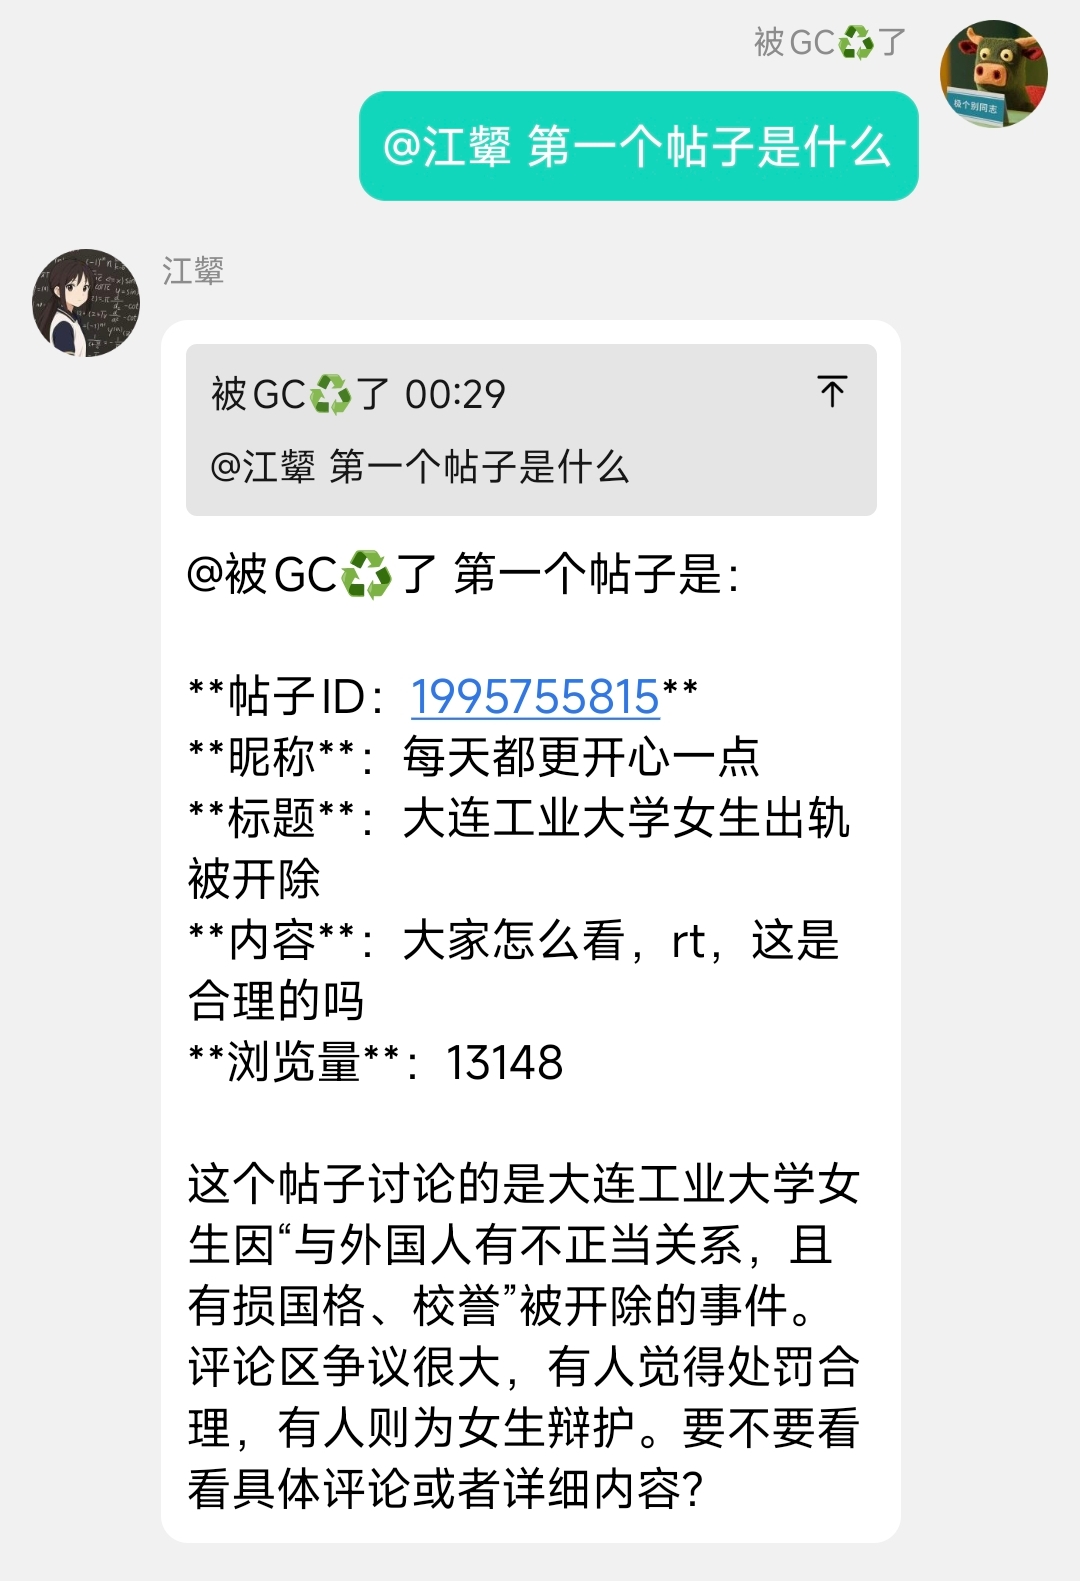 被GC♻️了
极个别同志
@江颦 第一个帖子是什么
江颦
被GC♻️了 00:29
@江颦 第一个帖子是什么
@被GC♻️了 第一个帖子是：
**帖子ID：1995755815**
**昵称**：每天都更开心一点
**标题**：大连工业大学女生出轨
被开除
**内容**：大家怎么看，rt，这是
合理的吗
**浏览量**：13148
这个帖子讨论的是大连工业大学女
生因“与外国人有不正当关系，且
有损国格、校誉”被开除的事件。
评论区争议很大，有人觉得处罚合
理，有人则为女生辩护。要不要看
看具体评论或者详细内容？